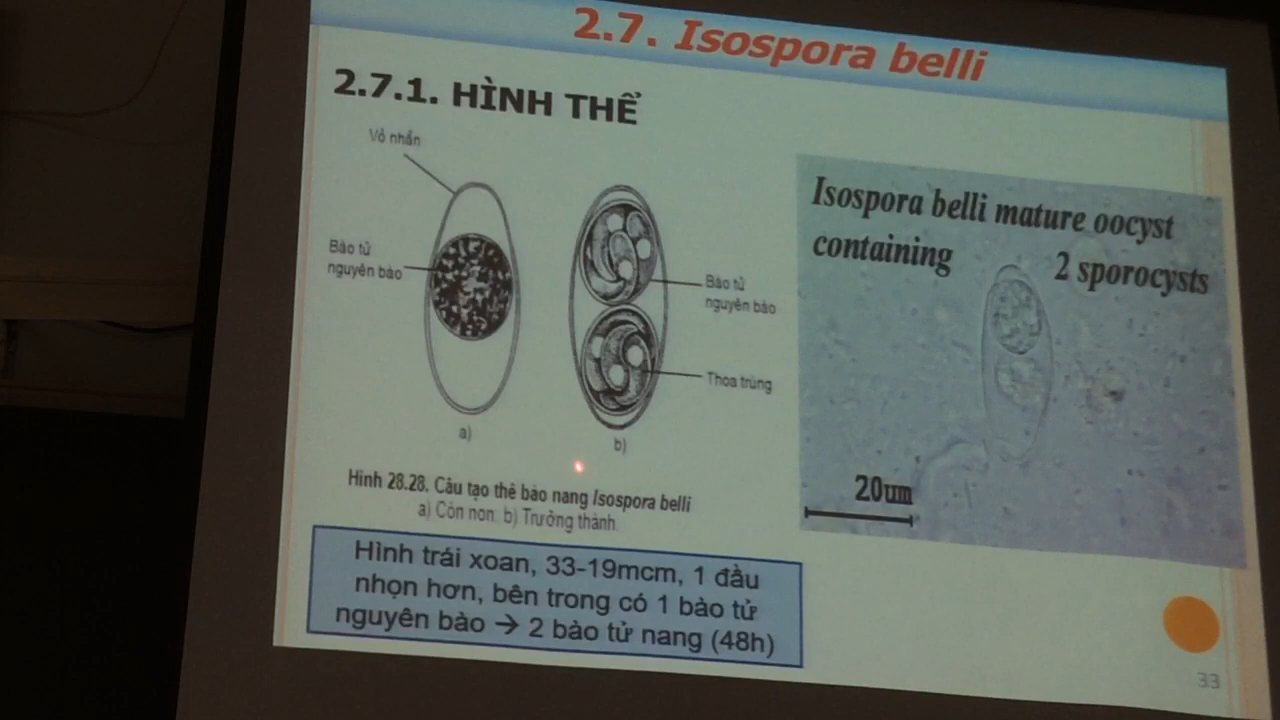 2.7. Isospora belli
2.7.1. HÌNH THỂ
Vỏ nhẵn
Bào tử
nguyên bào
Bào tử
nguyên bào
Thoa trùng
a)
b)
Hình 28.28. Cấu tạo thể bào nang Isospora belli
a) Còn non. b) Trưởng thành
Isospora belli mature oocyst
containing 2 sporocysts
20um
Hình trái xoan, 33-19mcm, 1 đầu
nhọn hơn, bên trong có 1 bào tử
nguyên bào → 2 bào tử nang (48h)
33